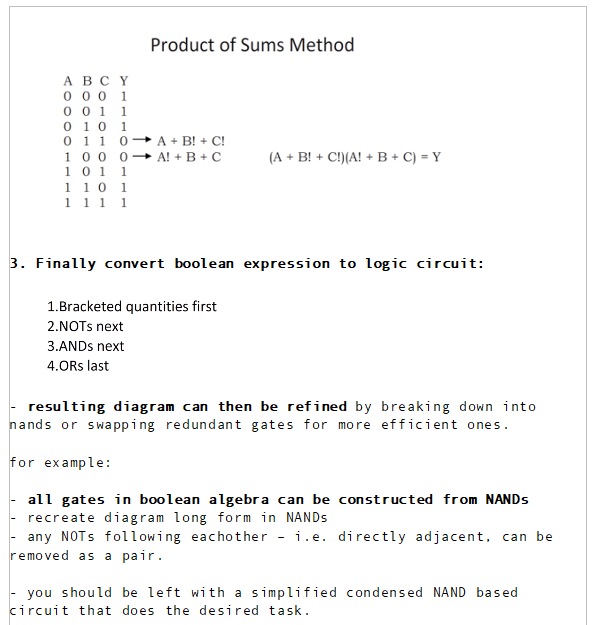 Product of Sums Method
A B C Y
0 0 0 1
0 0 1 1
0 1 0 1
0 1 1 0 → A + B! + C!
1 0 0 0 → A! + B + C (A + B! + C!)(A! + B + C) = Y
1 0 1 1
1 1 0 1
1 1 1 1
3. Finally convert boolean expression to logic circuit:
1.Bracketed quantities first
2.NOTs next
3.ANDs next
4.ORs last
- resulting diagram can then be refined by breaking down into
nands or swapping redundant gates for more efficient ones.
for example:
- all gates in boolean algebra can be constructed from NANDs
- recreate diagram long form in NANDs
- any NOTs following eachother – i.e. directly adjacent, can be
removed as a pair.
- you should be left with a simplified condensed NAND based
circuit that does the desired task.